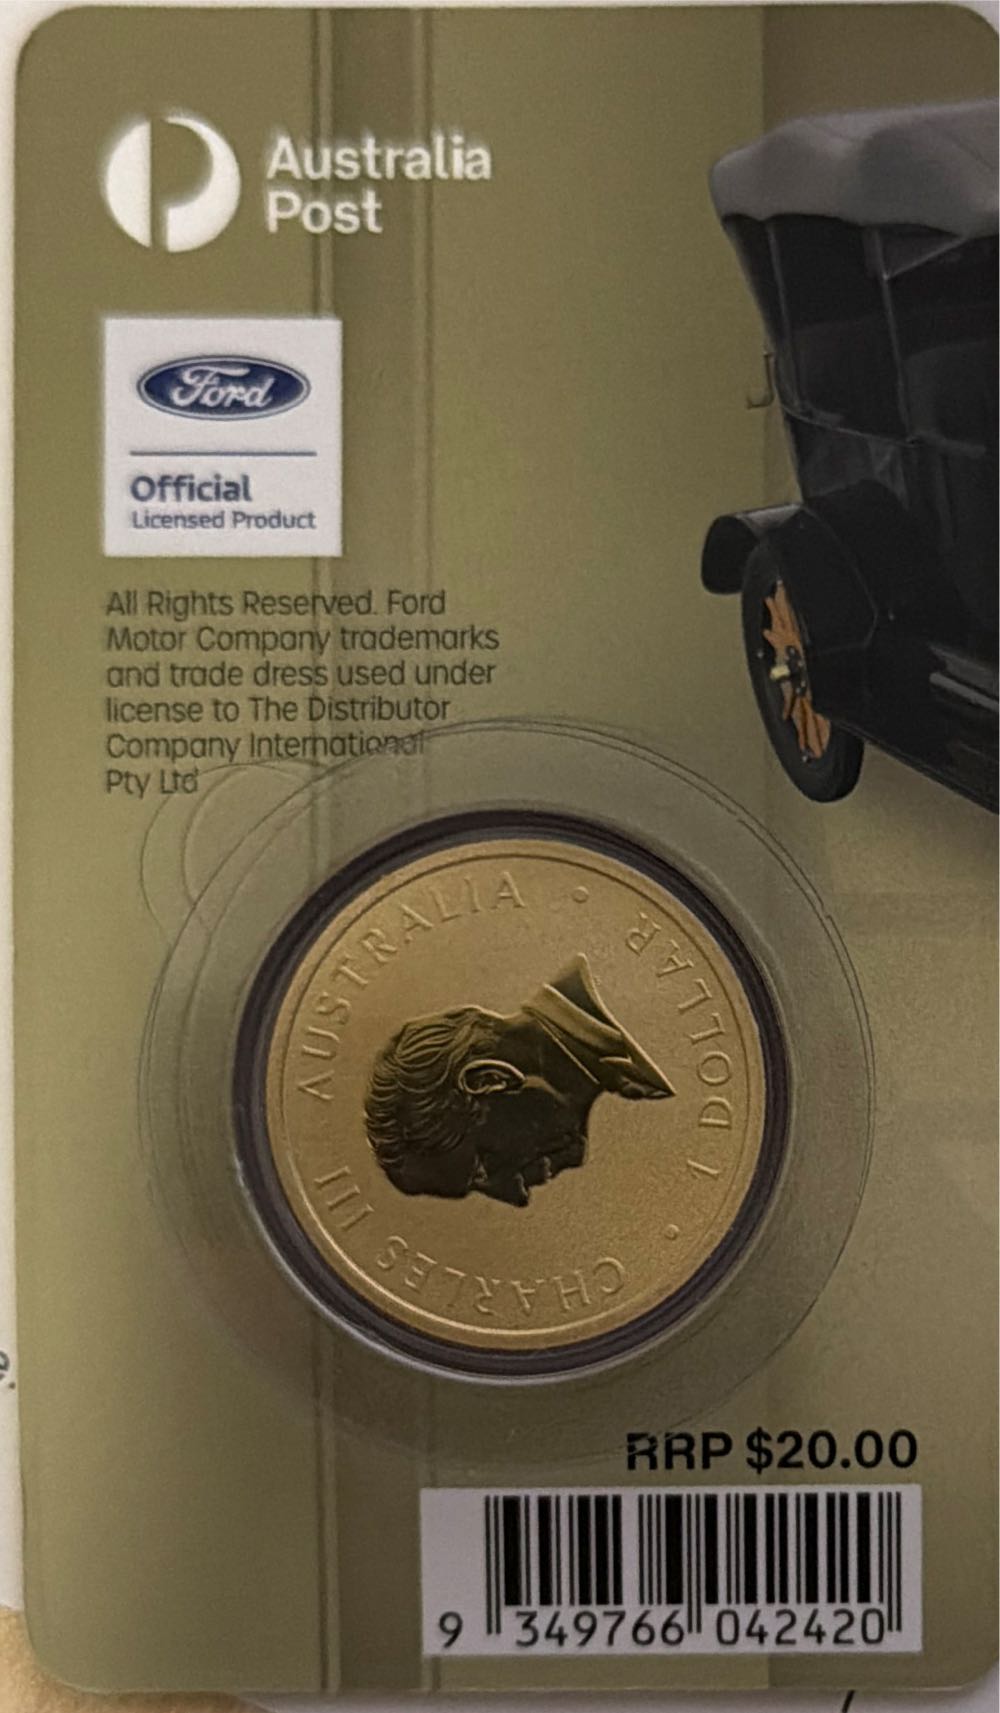 Australia
Post
Ford
Official
Licensed Product
All Rights Reserved. Ford
Motor Company trademarks
and trade dress used under
license to The Distributor
Company International
Pty Ltd
CHARLES III AUSTRALIA • 1 DOLLAR •
RRP $20.00
9 349766 042420